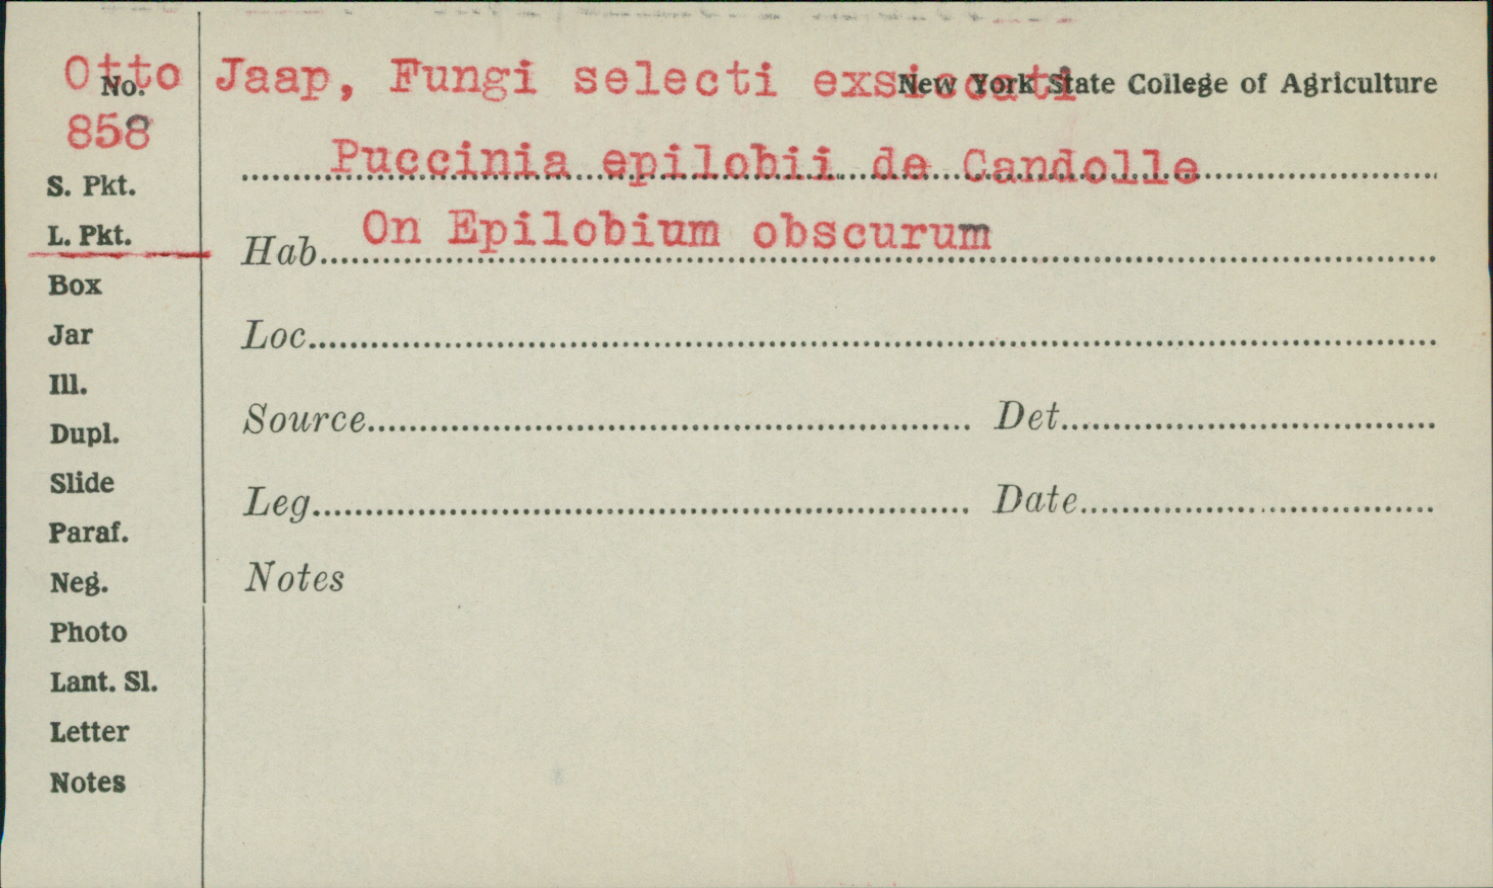 Otto Jaap, Fungi selecti exsiccati
No. New York State College of Agriculture
858
Puccinia epilobii de Candolle
S. Pkt.
On Epilobium obscurum
L. Pkt.
Hab.
Box
Jar
Loc.
Ill.
Source Det.
Dupl.
Slide
Leg. Date
Paraf.
Neg.
Notes
Photo
Lant. Sl.
Letter
Notes